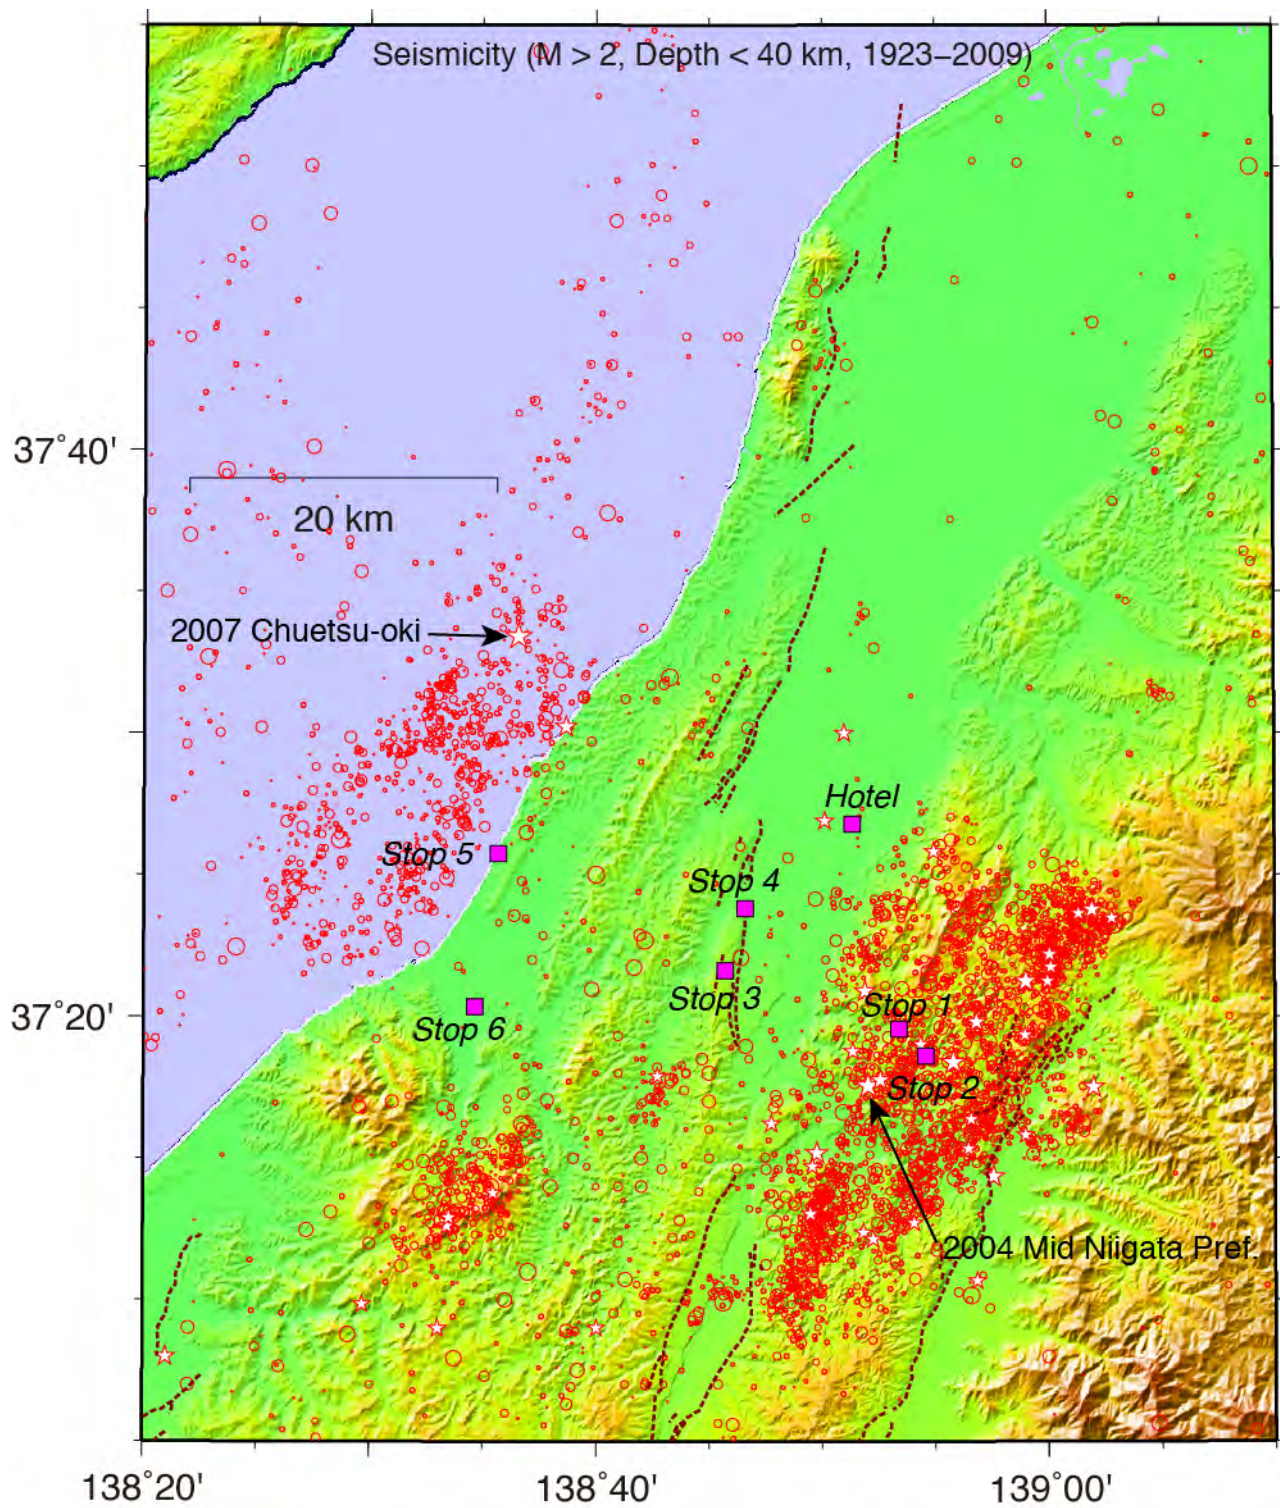 Seismicity (M > 2, Depth < 40 km, 1923–2009)
37°40'
20 km
2007 Chuetsu-oki
Hotel
Stop 5
Stop 4
Stop 3
Stop 1
37°20'
Stop 6
Stop 2
2004 Mid Niigata Pref.
138°20'
138°40'
139°00'